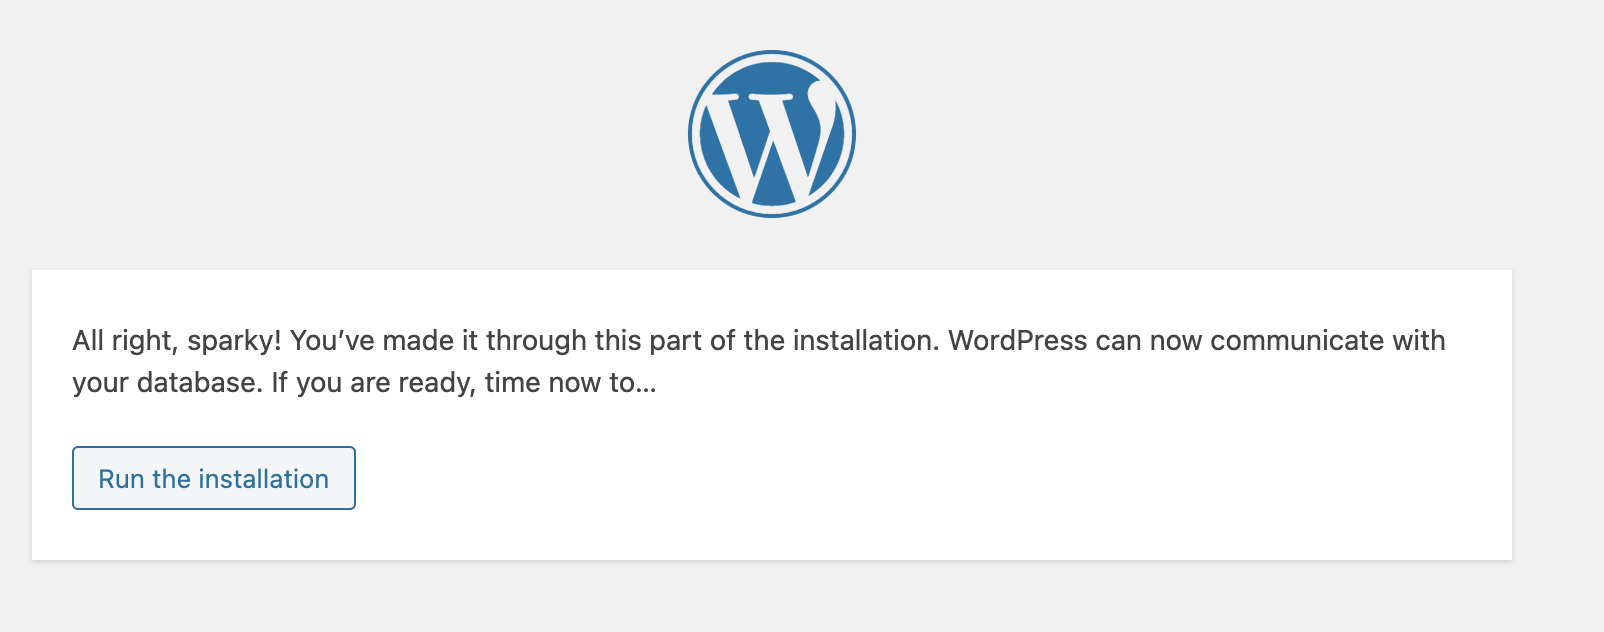 All right, sparky! You’ve made it through this part of the installation. WordPress can now communicate with
your database. If you are ready, time now to…
Run the installation